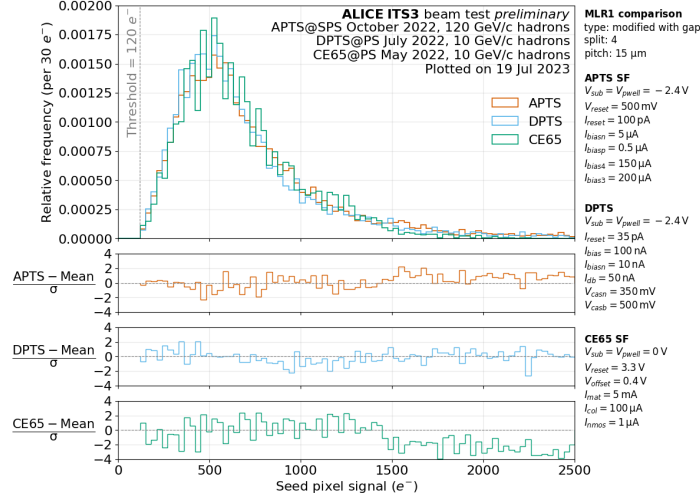 ALICE ITS3 beam test preliminary
APTS@SPS October 2022, 120 GeV/c hadrons
DPTS@PS July 2022, 10 GeV/c hadrons
CE65@PS May 2022, 10 GeV/c hadrons
Plotted on 19 Jul 2023
Threshold = 120 e⁻
APTS
DPTS
CE65
Relative frequency (per 30 e⁻)
0.00200
0.00175
0.00150
0.00125
0.00100
0.00075
0.00050
0.00025
0.00000
APTS − Mean
σ
4
2
0
−2
−4
DPTS − Mean
σ
4
2
0
−2
−4
CE65 − Mean
σ
4
2
0
−2
−4
0 500 1000 1500 2000 2500
Seed pixel signal (e⁻)
MLR1 comparison
type: modified with gap
split: 4
pitch: 15 μm
APTS SF
V_sub = V_pwell = −2.4 V
V_reset = 500 mV
I_reset = 100 pA
I_biasn = 5 μA
I_biasp = 0.5 μA
I_bias4 = 150 μA
I_bias3 = 200 μA
DPTS
V_sub = V_pwell = −2.4 V
I_reset = 35 pA
I_bias = 100 nA
I_biasn = 10 nA
I_db = 50 nA
V_casn = 350 mV
V_casb = 500 mV
CE65 SF
V_sub = V_pwell = 0 V
V_reset = 3.3 V
V_offset = 0.4 V
I_mat = 5 mA
I_col = 100 μA
I_nmos = 1 μA